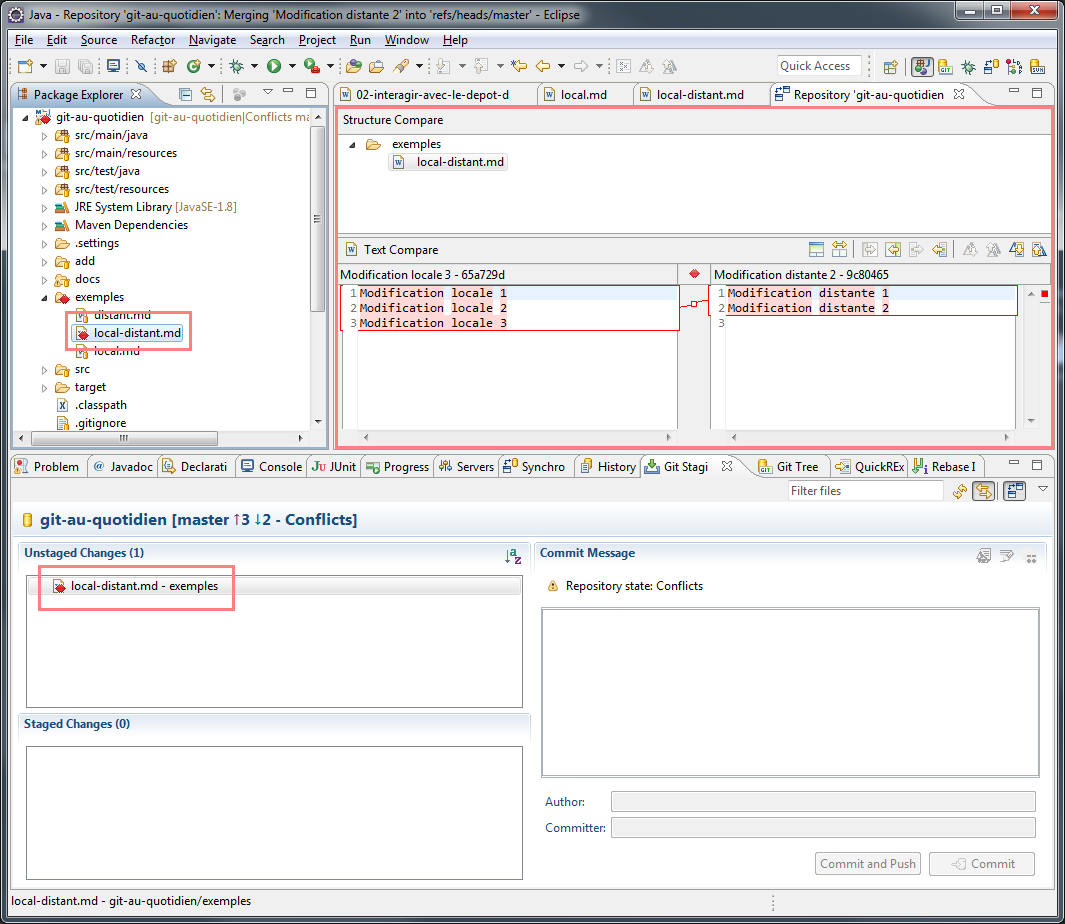 Java - Repository 'git-au-quotidien': Merging 'Modification distante 2' into 'refs/heads/master' - Eclipse
File Edit Source Refactor Navigate Search Project Run Window Help
Quick Access
Package Explorer
git-au-quotidien [git-au-quotidien|Conflicts ma
src/main/java
src/main/resources
src/test/java
src/test/resources
JRE System Library [JavaSE-1.8]
Maven Dependencies
.settings
add
docs
exemples
distant.md
local-distant.md
local.md
src
target
.classpath
.gitignore
02-interagir-avec-le-depot-d
local.md
local-distant.md
Repository 'git-au-quotidien
Structure Compare
exemples
local-distant.md
Text Compare
Modification locale 3 - 65a729d
Modification distante 2 - 9c80465
1 Modification locale 1
2 Modification locale 2
3 Modification locale 3
1 Modification distante 1
2 Modification distante 2
3
Problem @ Javadoc Declarati Console JUnit Progress Servers Synchro History Git Stagi Git Tree QuickREx Rebase I
Filter files
git-au-quotidien [master ↑3 ↓2 - Conflicts]
Unstaged Changes (1)
local-distant.md - exemples
Staged Changes (0)
Commit Message
Repository state: Conflicts
Author:
Committer:
Commit and Push
Commit
local-distant.md - git-au-quotidien/exemples